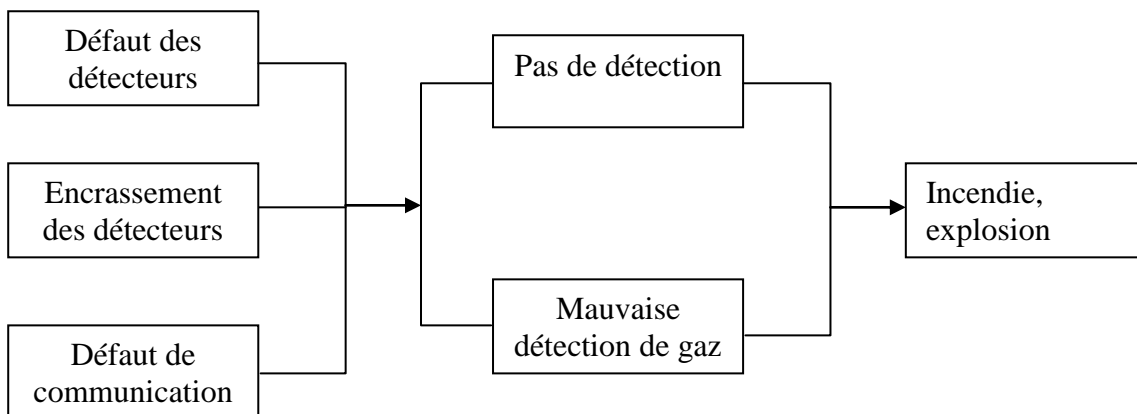 Défaut des
détecteurs
Encrassement
des détecteurs
Défaut de
communication
Pas de détection
Mauvaise
détection de gaz
Incendie,
explosion